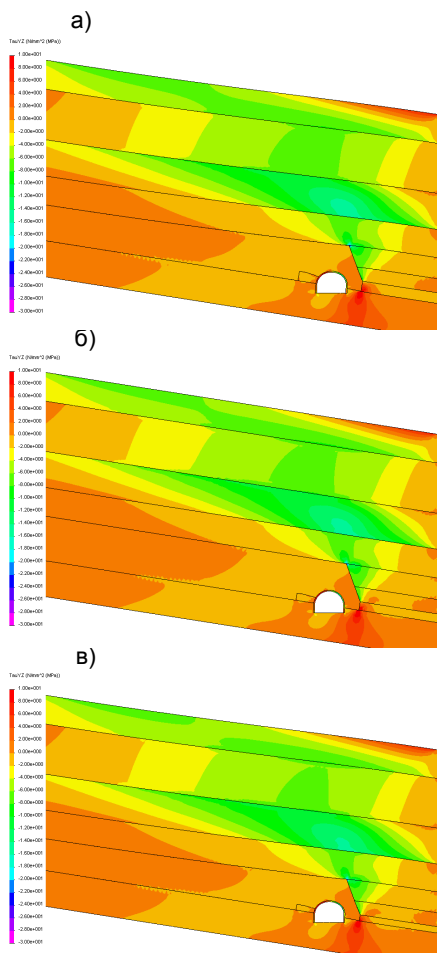 а)
TauYZ (N/mm^2 (MPa)
1.00e+001
8.00e+000
6.00e+000
4.00e+000
2.00e+000
0.00e+000
-2.00e+000
-4.00e+000
-6.00e+000
-8.00e+000
-1.00e+001
-1.20e+001
-1.40e+001
-1.60e+001
-1.80e+001
-2.00e+001
-2.20e+001
-2.40e+001
-2.60e+001
-2.80e+001
-3.00e+001
б)
TauYZ (N/mm^2 (MPa)
1.00e+001
8.00e+000
6.00e+000
4.00e+000
2.00e+000
0.00e+000
-2.00e+000
-4.00e+000
-6.00e+000
-8.00e+000
-1.00e+001
-1.20e+001
-1.40e+001
-1.60e+001
-1.80e+001
-2.00e+001
-2.20e+001
-2.40e+001
-2.60e+001
-2.80e+001
-3.00e+001
в)
TauYZ (N/mm^2 (MPa)
1.00e+001
8.00e+000
6.00e+000
4.00e+000
2.00e+000
0.00e+000
-2.00e+000
-4.00e+000
-6.00e+000
-8.00e+000
-1.00e+001
-1.20e+001
-1.40e+001
-1.60e+001
-1.80e+001
-2.00e+001
-2.20e+001
-2.40e+001
-2.60e+001
-2.80e+001
-3.00e+001